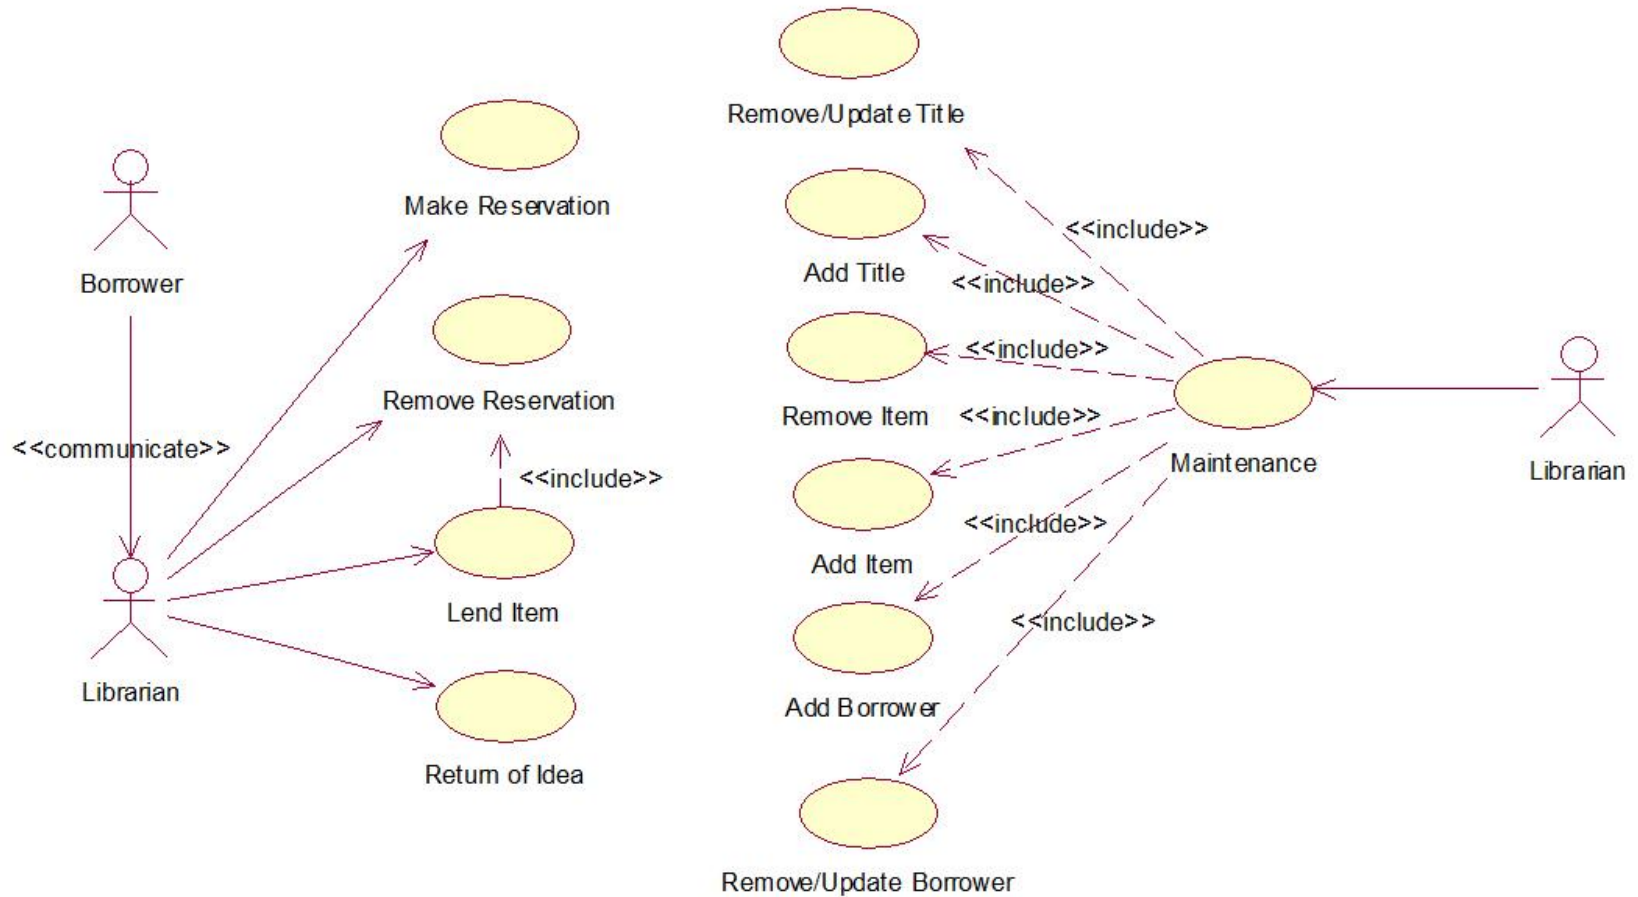 Remove/Update Title
Make Reservation
<<include>>
Borrower
Add Title
<<include>>
<<include>>
Remove Reservation
Remove Item
<<include>>
<<communicate>>
<<include>>
Maintenance
Librarian
<<include>>
Add Item
Lend Item
<<include>>
Librarian
Add Borrower
Return of Idea
Remove/Update Borrower